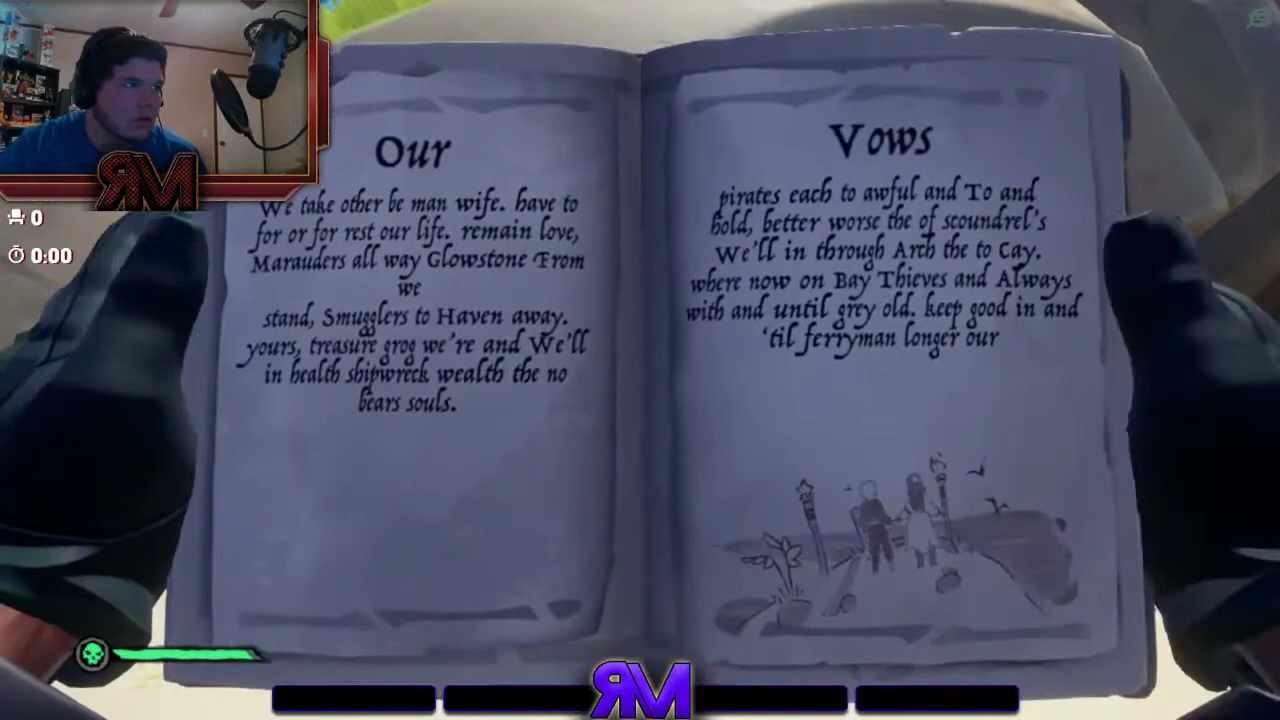 Our
We take other be man wife. have to
for or for rest our life. remain love,
Marauders all way Glowstone From
we
stand, Smugglers to Haven away.
yours, treasure grog we're and We'll
in health shipwreck wealth the no
bears souls.
Vows
pirates each to awful and To and
hold, better worse the of scoundrel's
We'll in through Arch the to Cay.
where now on Bay Thieves and Always
with and until grey old. keep good in and
'til ferryman longer our
RM
0
0:00
RM